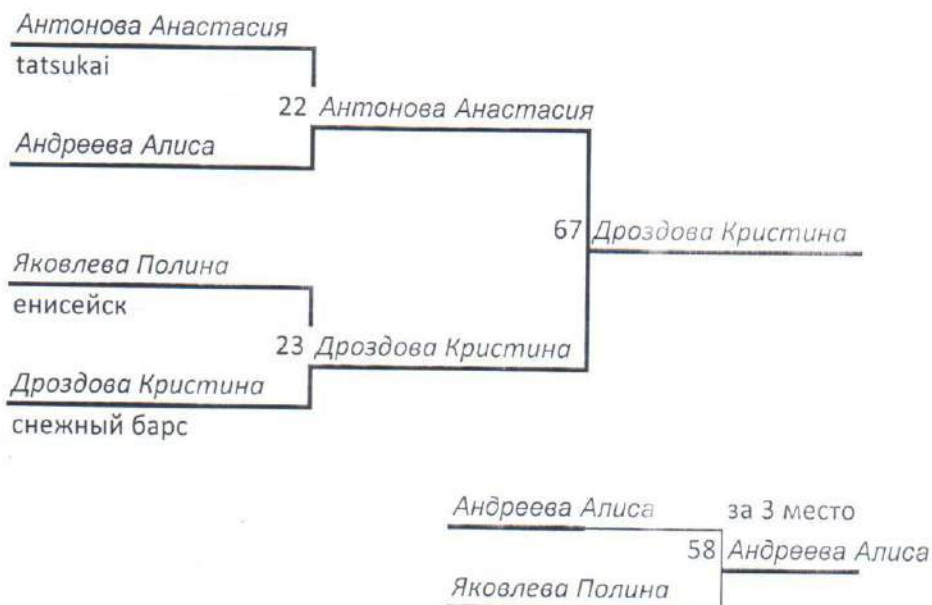 Антонова Анастасия
tatsukai
22 Антонова Анастасия
Андреева Алиса
67 Дроздова Кристина
Яковлева Полина
енисейск
23 Дроздова Кристина
Дроздова Кристина
снежный барс
Андреева Алиса за 3 место
58 Андреева Алиса
Яковлева Полина